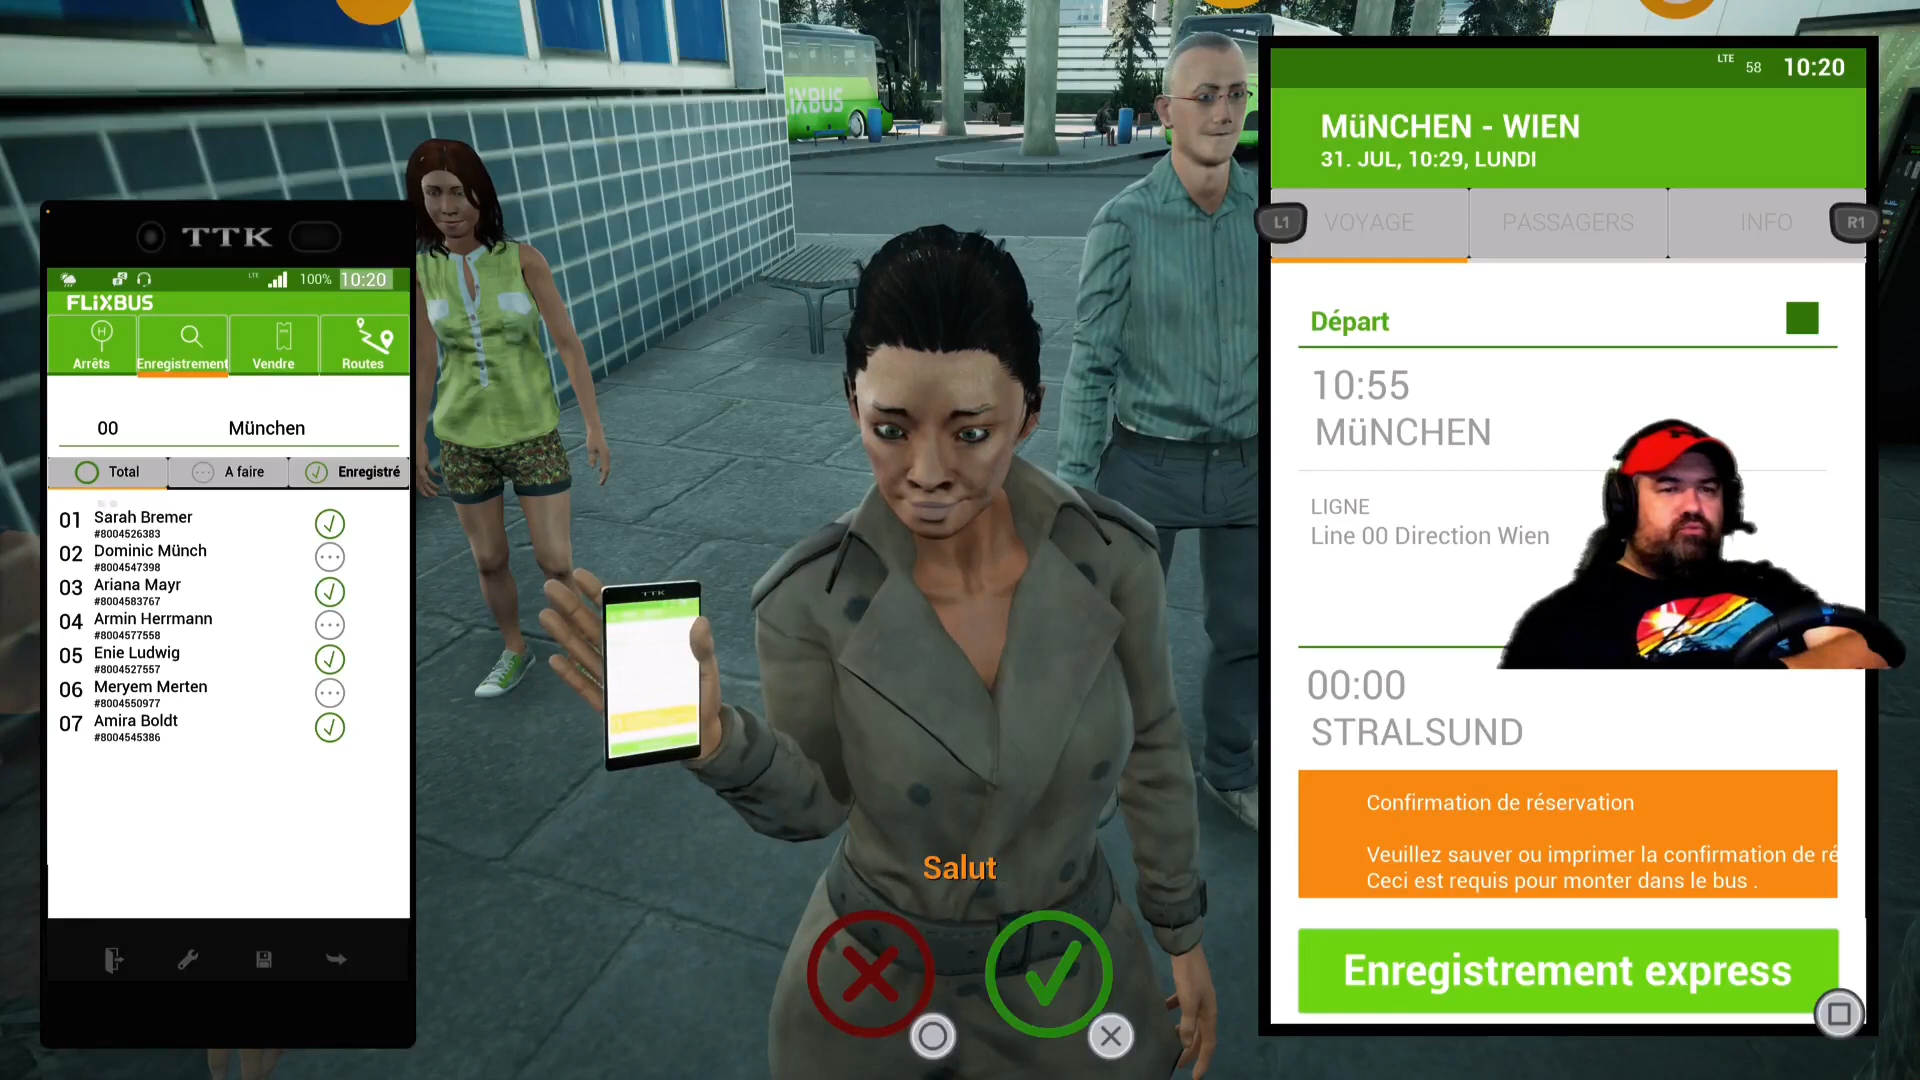 FLIXBUS
TTK
LTE 100% 10:20
FLiXBUS
Arrêts Enregistrement Vendre Routes
00 München
Total A faire Enregistré
01 Sarah Bremer
#8004526383
02 Dominic Münch
#8004547398
03 Ariana Mayr
#8004583767
04 Armin Herrmann
#8004577558
05 Enie Ludwig
#8004527557
06 Meryem Merten
#8004550977
07 Amira Boldt
#8004545386
TTK
Salut
LTE 58 10:20
MüNCHEN - WIEN
31. JUL, 10:29, LUNDI
L1 VOYAGE PASSAGERS INFO R1
Départ
10:55
MüNCHEN
LIGNE
Line 00 Direction Wien
00:00
STRALSUND
Confirmation de réservation
Veuillez sauver ou imprimer la confirmation de ré
Ceci est requis pour monter dans le bus .
Enregistrement express